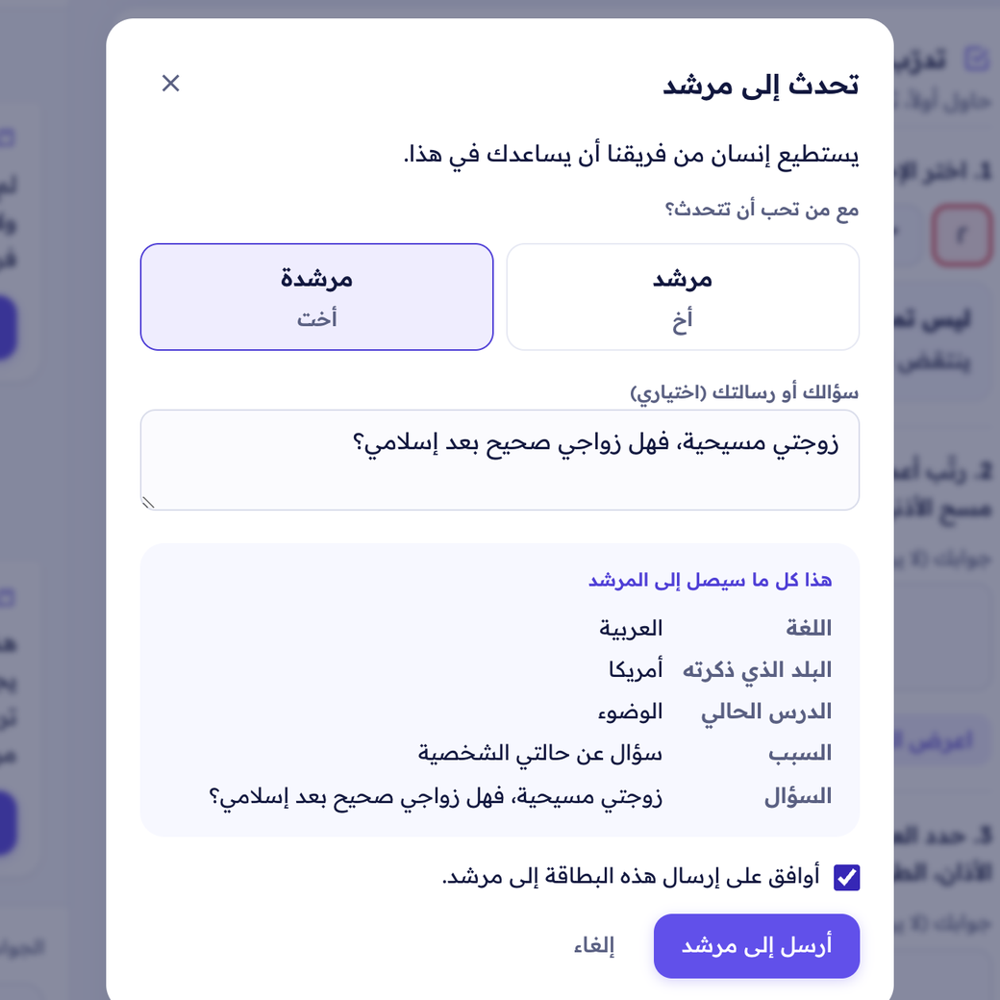 تحدث إلى مرشد
يستطيع إنسان من فريقنا أن يساعدك في هذا.
مع من تحب أن تتحدث؟
مرشد
أخ
مرشدة
أخت
سؤالك أو رسالتك (اختياري)
زوجتي مسيحية، فهل زواجي صحيح بعد إسلامي؟
هذا كل ما سيصل إلى المرشد
اللغة العربية
البلد الذي ذكرته أمريكا
الدرس الحالي الوضوء
السبب سؤال عن حالتي الشخصية
السؤال زوجتي مسيحية، فهل زواجي صحيح بعد إسلامي؟
أوافق على إرسال هذه البطاقة إلى مرشد.
أرسل إلى مرشد
إلغاء